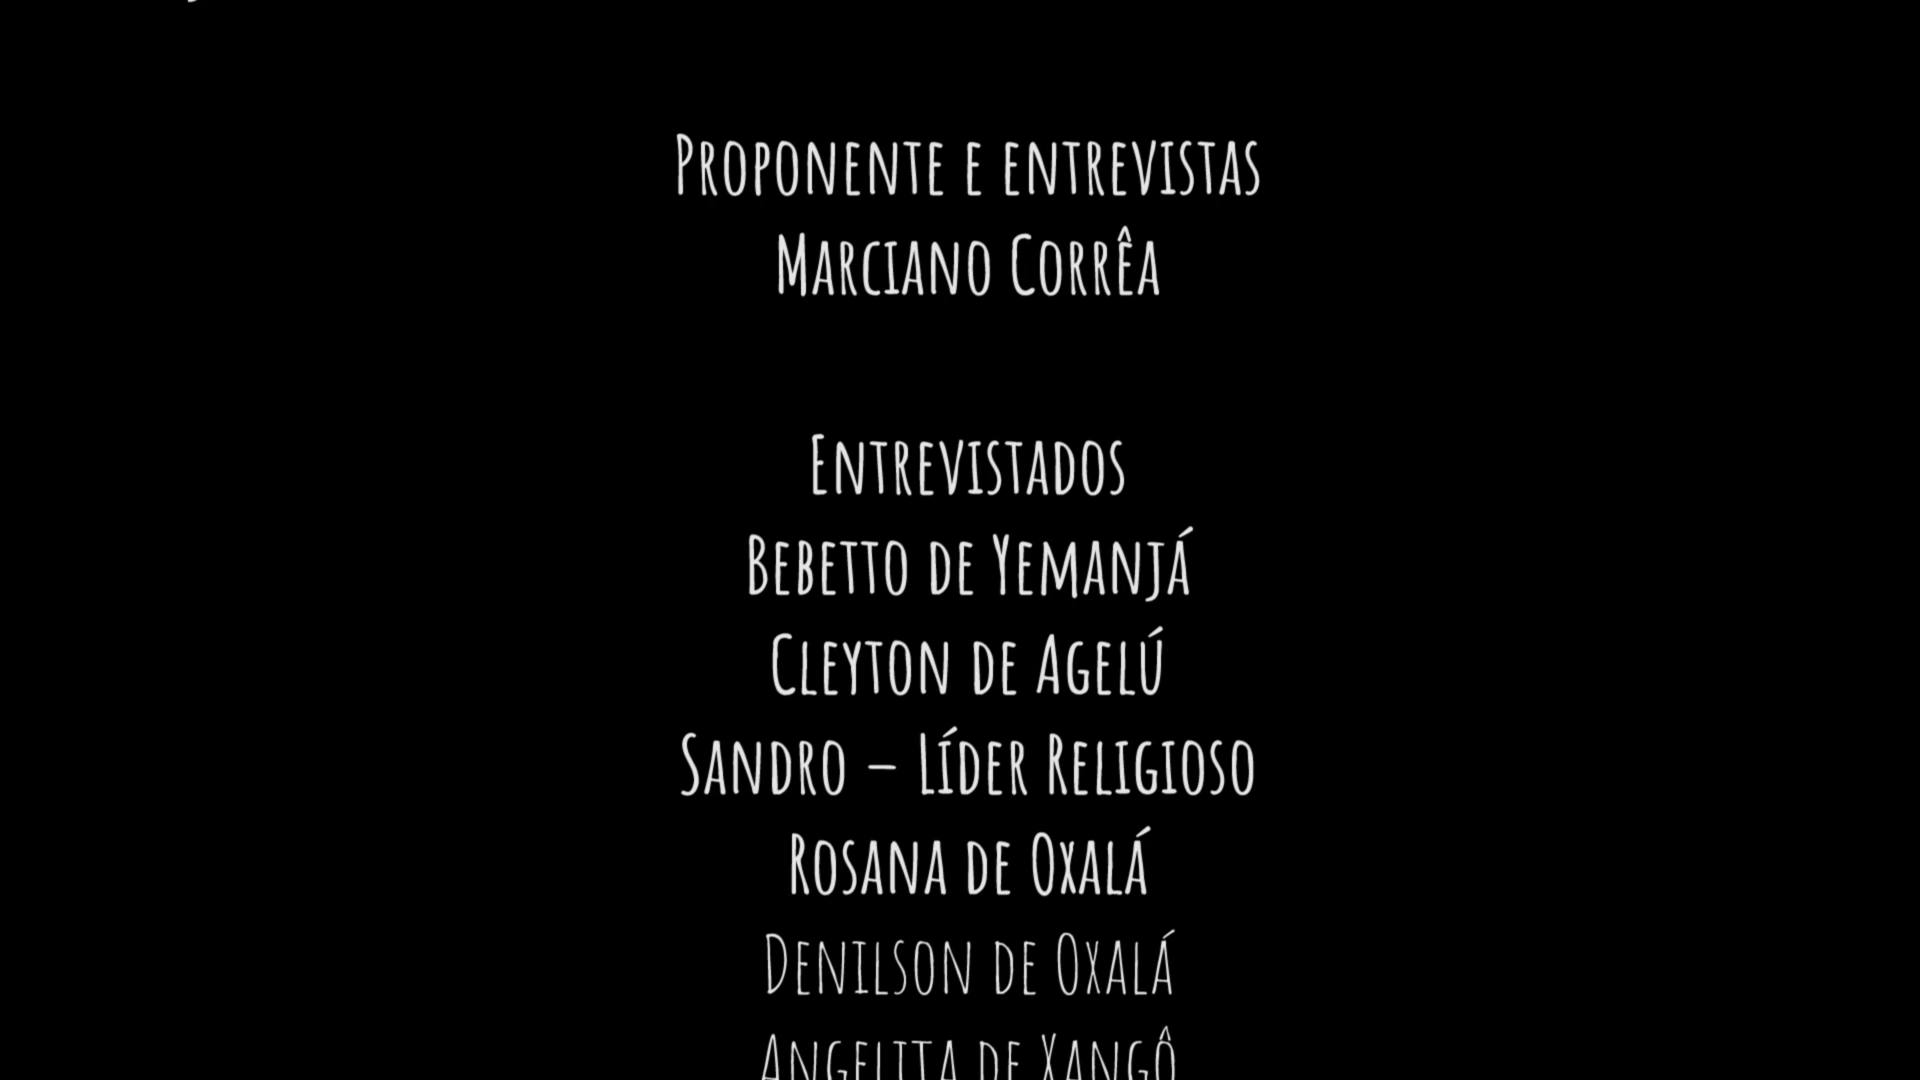 Proponente e entrevistas
Marciano Corrêa
Entrevistados
Bebetto de Yemanjá
Cleyton de Agelú
Sandro – Líder Religioso
Rosana de Oxalá
Denilson de Oxalá
Angelita de Xangô